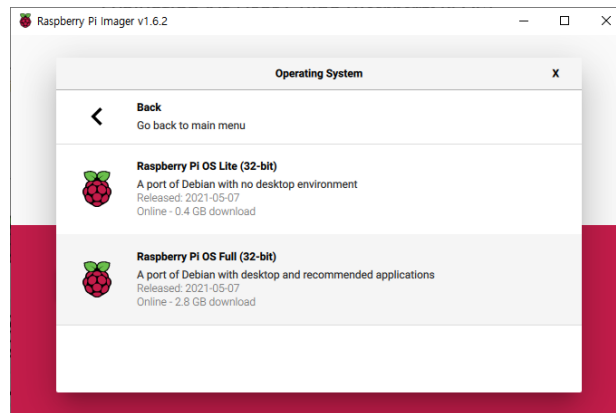 Raspberry Pi Imager v1.6.2
Operating System
X
Back
Go back to main menu
Raspberry Pi OS Lite (32-bit)
A port of Debian with no desktop environment
Released: 2021-05-07
Online - 0.4 GB download
Raspberry Pi OS Full (32-bit)
A port of Debian with desktop and recommended applications
Released: 2021-05-07
Online - 2.8 GB download